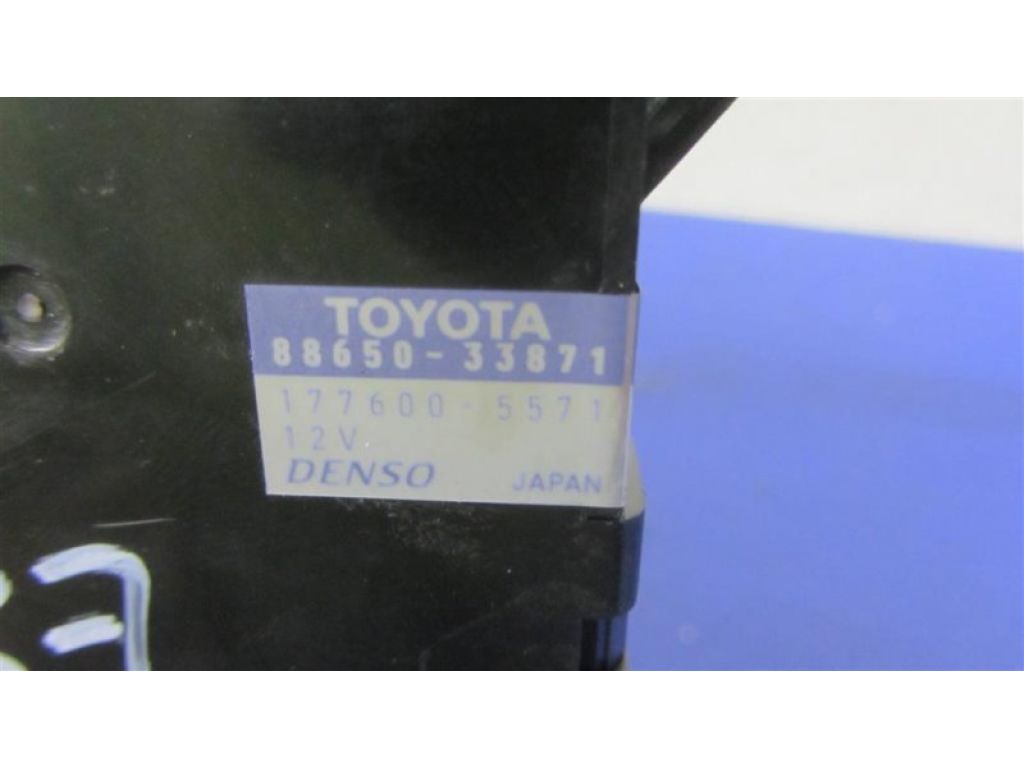 TOYOTA
88650-33871
177600-5571
12V
DENSO JAPAN